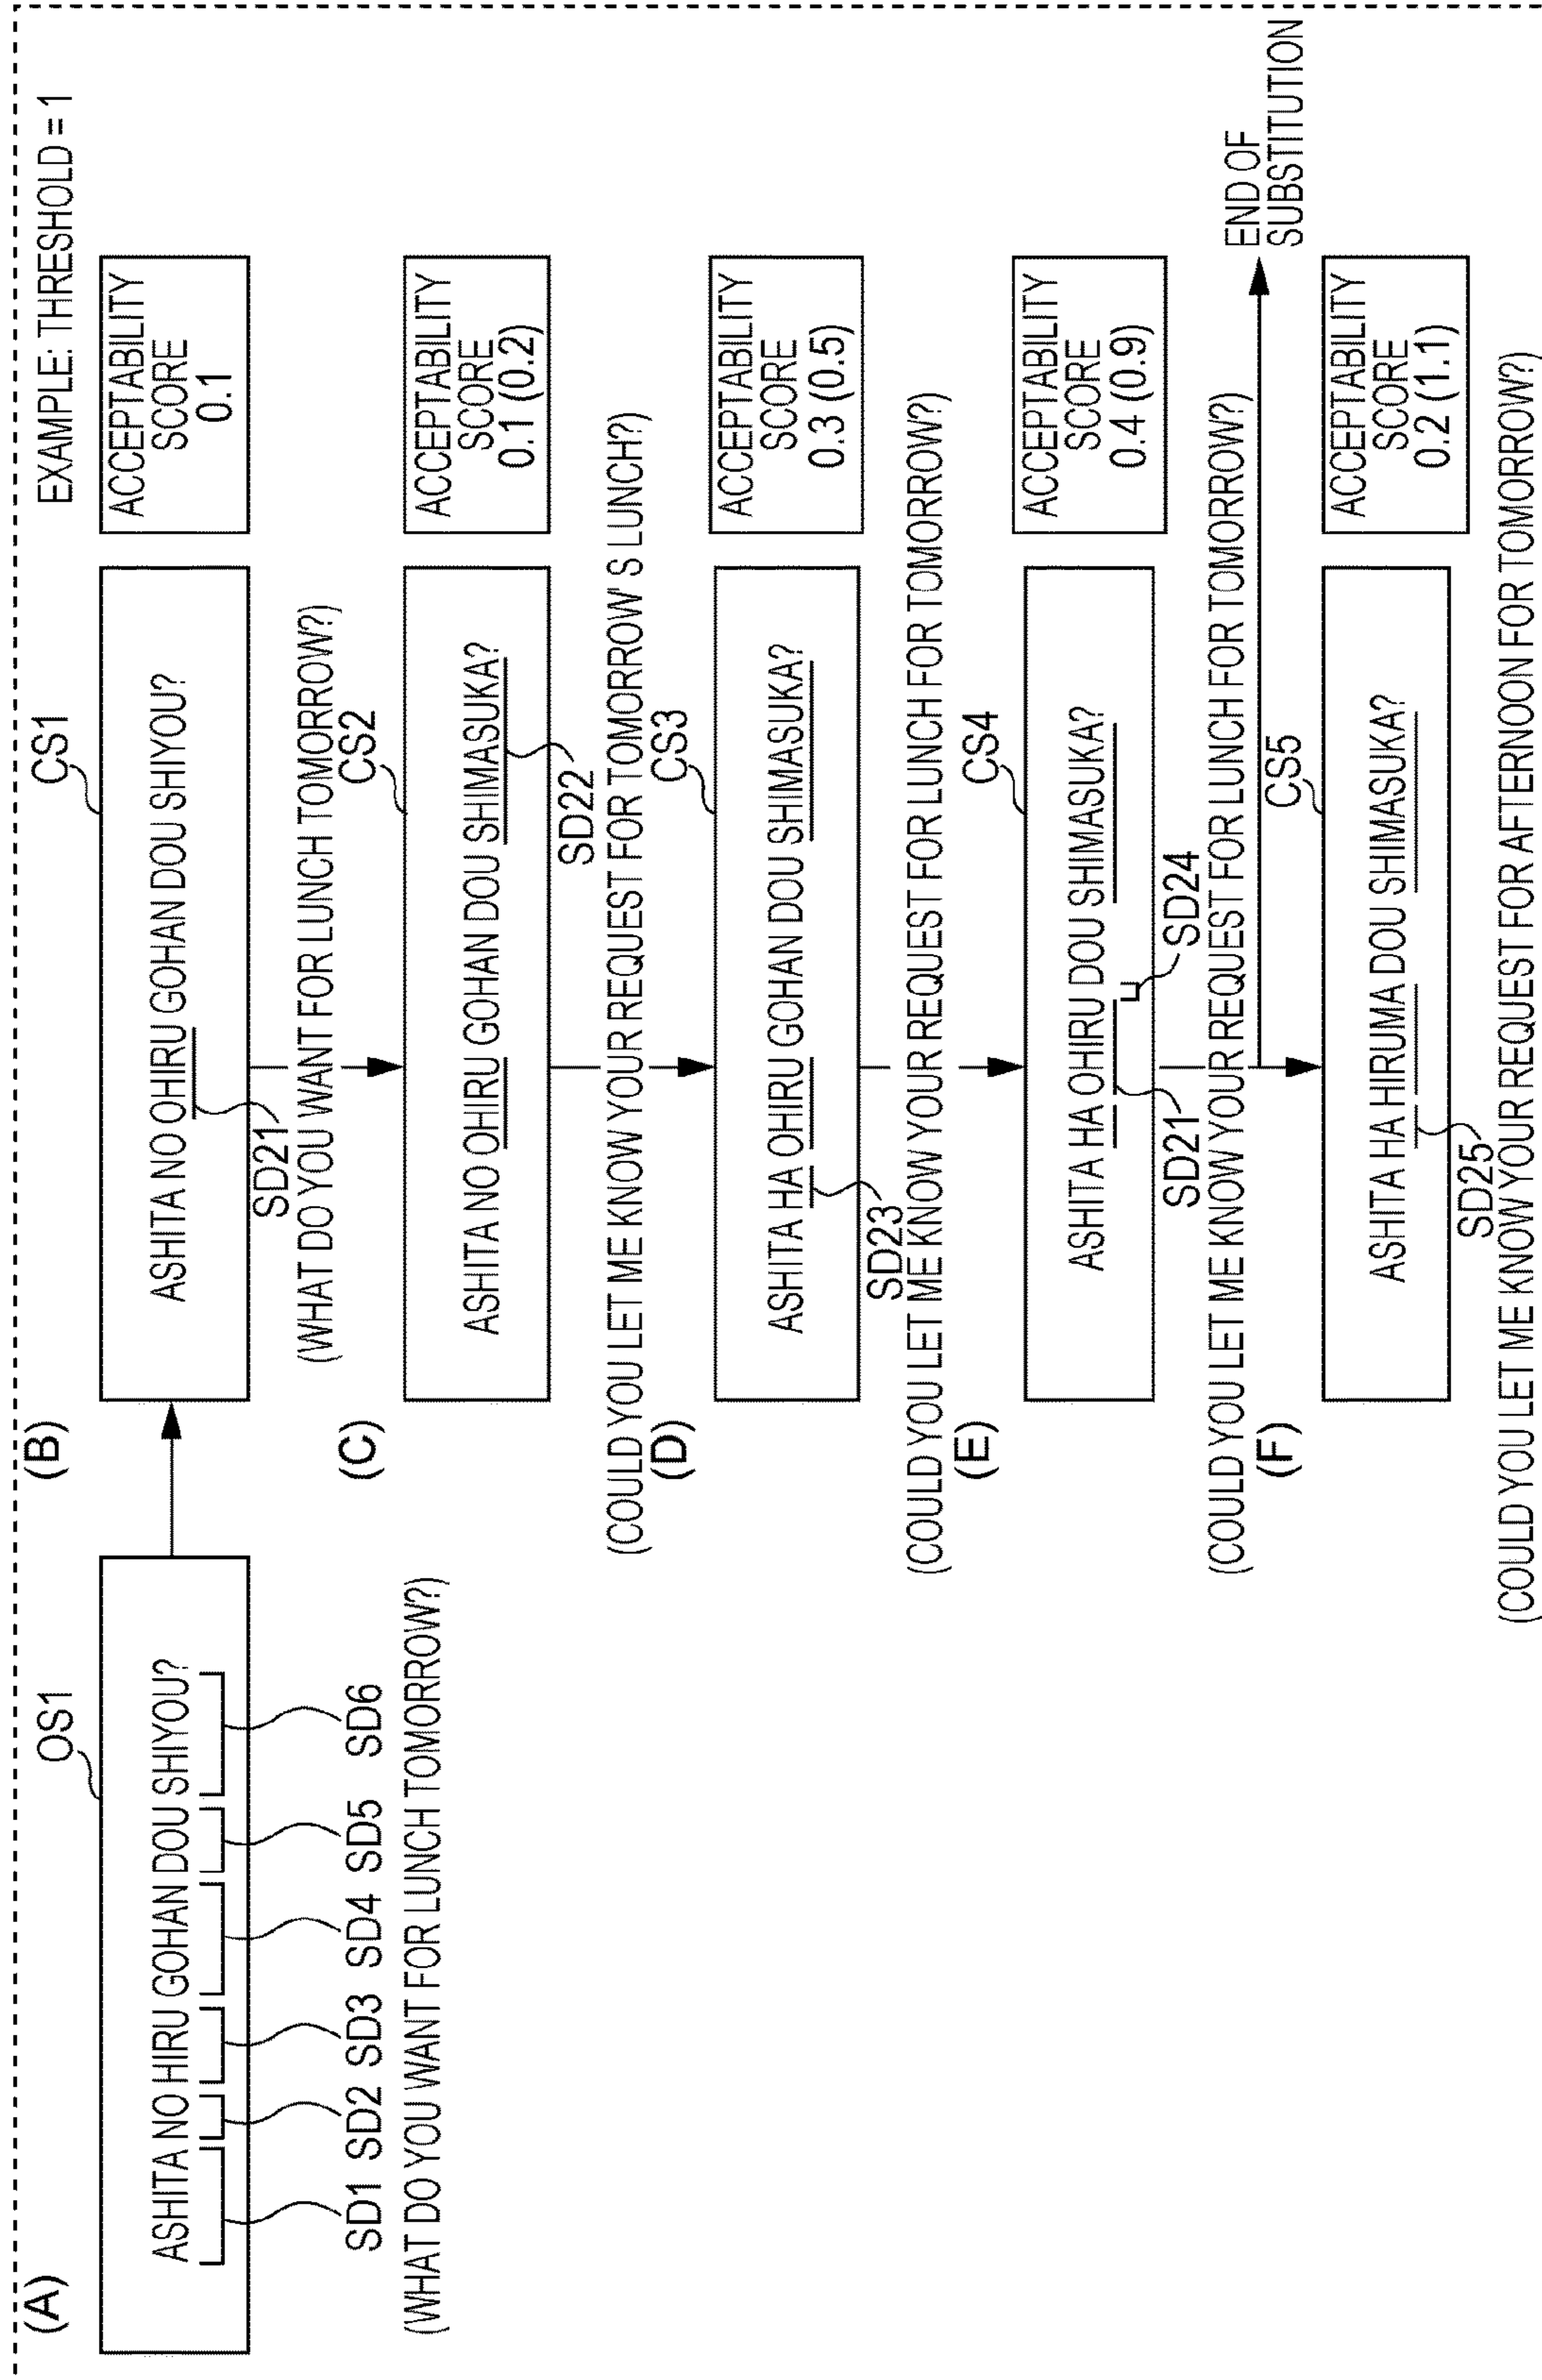 EXAMPLE: THRESHOLD = 1
(A)
OS1
ASHITA NO HIRU GOHAN DOU SHIYOU?
SD1 SD2 SD3 SD4 SD5 SD6
(WHAT DO YOU WANT FOR LUNCH TOMORROW?)
(B)
CS1
ASHITA NO OHIRU GOHAN DOU SHIYOU?
SD21
ACCEPTABILITY
SCORE
0.1
(WHAT DO YOU WANT FOR LUNCH TOMORROW?)
(C)
CS2
ASHITA NO OHIRU GOHAN DOU SHIMASUKA?
SD22
ACCEPTABILITY
SCORE
0.1 (0.2)
(COULD YOU LET ME KNOW YOUR REQUEST FOR TOMORROW' S LUNCH?)
(D)
CS3
ASHITA HA OHIRU GOHAN DOU SHIMASUKA?
SD23
ACCEPTABILITY
SCORE
0.3 (0.5)
(COULD YOU LET ME KNOW YOUR REQUEST FOR LUNCH FOR TOMORROW?)
(E)
CS4
ASHITA HA OHIRU DOU SHIMASUKA?
SD21
SD24
ACCEPTABILITY
SCORE
0.4 (0.9)
(COULD YOU LET ME KNOW YOUR REQUEST FOR LUNCH FOR TOMORROW?)
END OF
SUBSTITUTION
(F)
CS5
ASHITA HA HIRUMA DOU SHIMASUKA?
SD25
ACCEPTABILITY
SCORE
0.2 (1.1)
(COULD YOU LET ME KNOW YOUR REQUEST FOR AFTERNOON FOR TOMORROW?)